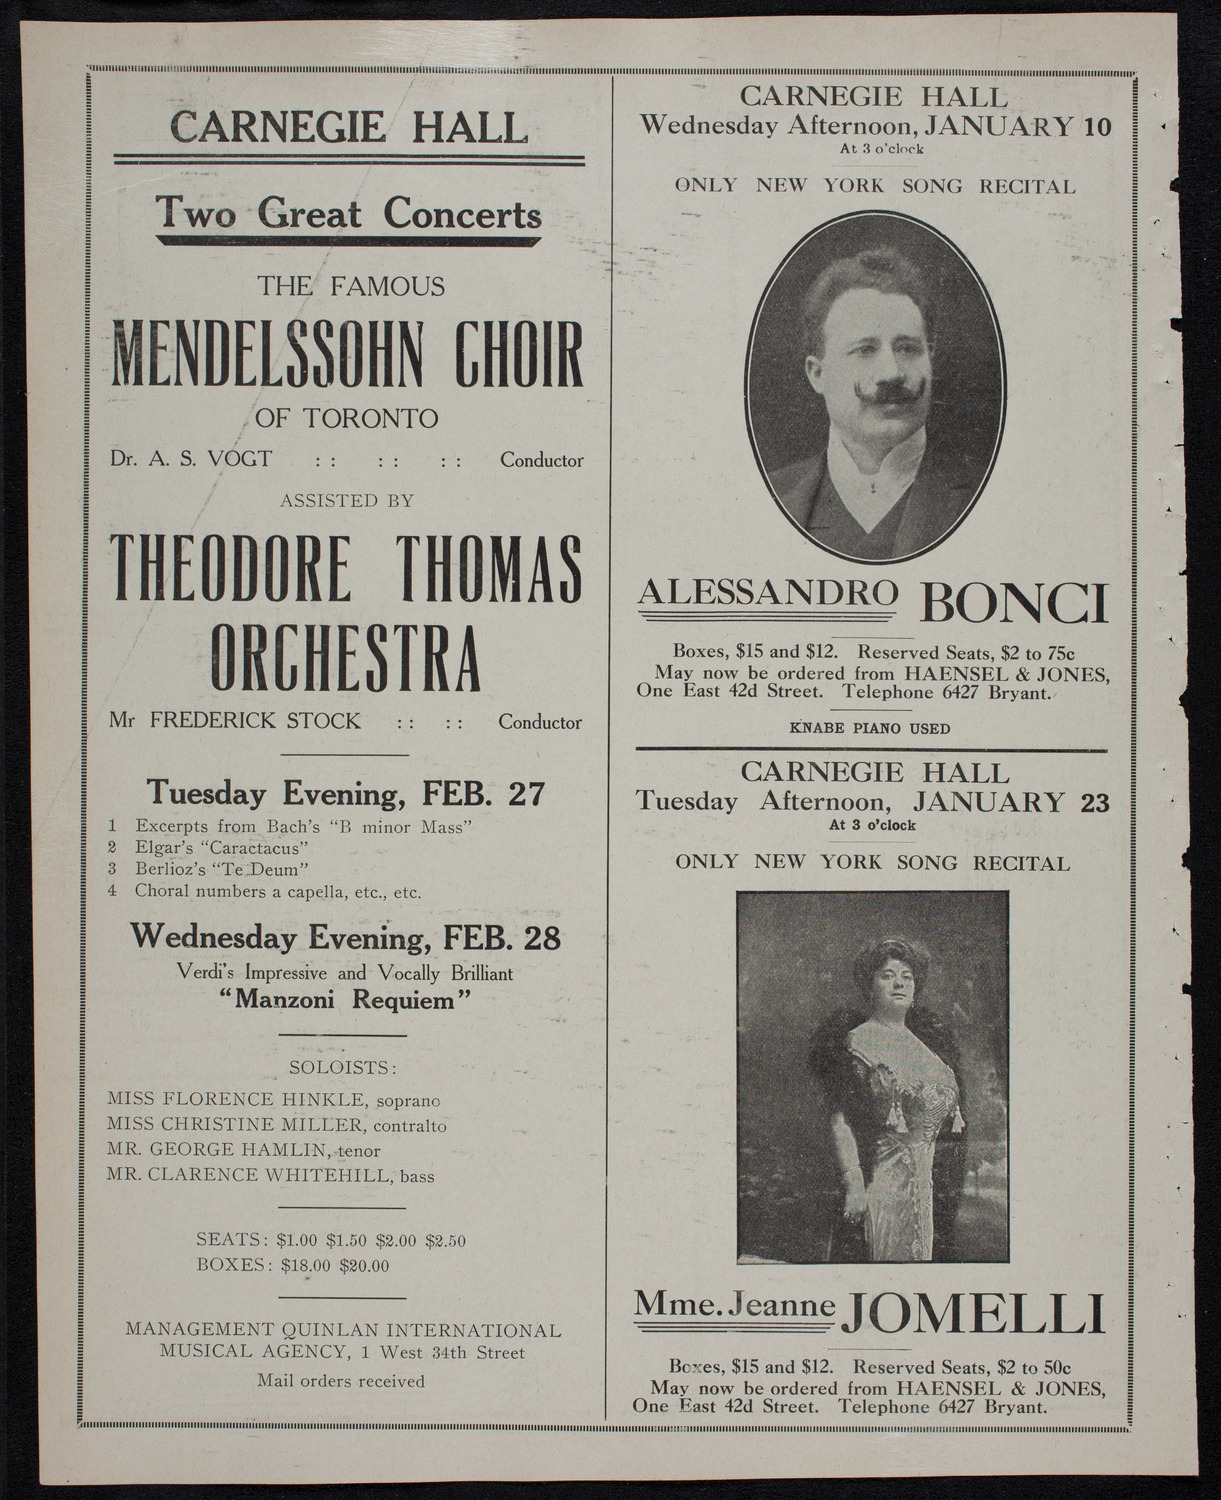 CARNEGIE HALL
Two Great Concerts
THE FAMOUS
MENDELSSOHN CHOIR
OF TORONTO
Dr. A. S. VOGT :: :: :: Conductor
ASSISTED BY
THEODORE THOMAS
ORCHESTRA
Mr FREDERICK STOCK :: :: Conductor
Tuesday Evening, FEB. 27
1 Excerpts from Bach's "B minor Mass"
2 Elgar's "Caractacus"
3 Berlioz's "Te Deum"
4 Choral numbers a capella, etc., etc.
Wednesday Evening, FEB. 28
Verdi's Impressive and Vocally Brilliant
"Manzoni Requiem"
SOLOISTS:
MISS FLORENCE HINKLE, soprano
MISS CHRISTINE MILLER, contralto
MR. GEORGE HAMLIN, tenor
MR. CLARENCE WHITEHILL, bass
SEATS: $1.00 $1.50 $2.00 $2.50
BOXES: $18.00 $20.00
MANAGEMENT QUINLAN INTERNATIONAL
MUSICAL AGENCY, 1 West 34th Street
Mail orders received
CARNEGIE HALL
Wednesday Afternoon, JANUARY 10
At 3 o'clock
ONLY NEW YORK SONG RECITAL
ALESSANDRO BONCI
Boxes, $15 and $12. Reserved Seats, $2 to 75c
May now be ordered from HAENSEL & JONES,
One East 42d Street. Telephone 6427 Bryant.
KNABE PIANO USED
CARNEGIE HALL
Tuesday Afternoon, JANUARY 23
At 3 o'clock
ONLY NEW YORK SONG RECITAL
Mme. Jeanne JOMELLI
Boxes, $15 and $12. Reserved Seats, $2 to 50c
May now be ordered from HAENSEL & JONES,
One East 42d Street. Telephone 6427 Bryant.